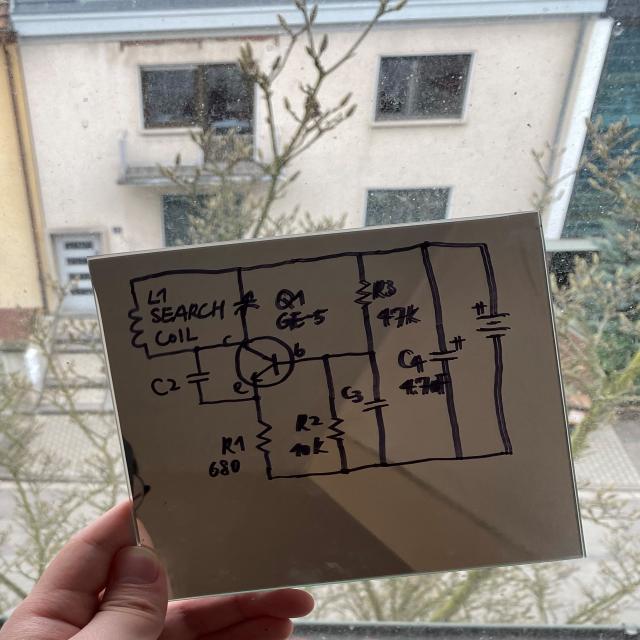 L1
SEARCH
COIL
Q1
GE-5
R3
47K
+
c
b
e
C2
C4
+
4.7uF
C3
R1
680
R2
10K